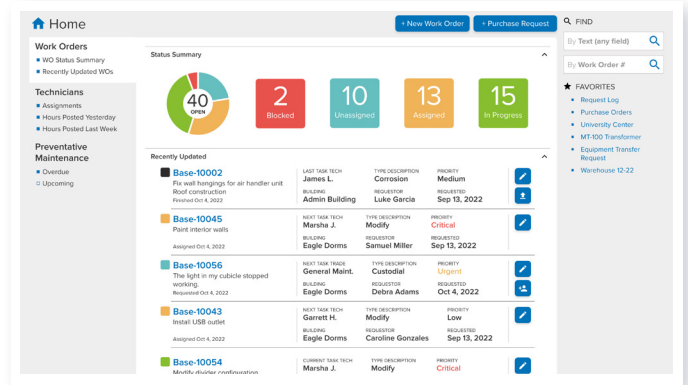 Home
+ New Work Order
+ Purchase Request
Work Orders
WO Status Summary
Recently Updated WOs
Technicians
Assignments
Hours Posted Yesterday
Hours Posted Last Week
Preventative
Maintenance
Overdue
Upcoming
Status Summary
40
OPEN
2
Blocked
10
Unassigned
13
Assigned
15
In Progress
Recently Updated
Base-10002
Fix wall hangings for air handler unit
Roof construction
Finished Oct 4, 2022
LAST TASK TECH
James L.
TYPE DESCRIPTION
Corrosion
PRIORITY
Medium
BUILDING
Admin Building
REQUESTOR
Luke Garcia
REQUESTED
Sep 13, 2022
Base-10045
Paint interior walls
Assigned Oct 4, 2022
NEXT TASK TECH
Marsha J.
TYPE DESCRIPTION
Modify
PRIORITY
Critical
BUILDING
Eagle Dorms
REQUESTOR
Samuel Miller
REQUESTED
Sep 13, 2022
Base-10056
The light in my cubicle stopped
working.
Requested Oct 4, 2022
NEXT TASK TRADE
General Maint.
TYPE DESCRIPTION
Custodial
PRIORITY
Urgent
BUILDING
Eagle Dorms
REQUESTOR
Debra Adams
REQUESTED
Oct 4, 2022
Base-10043
Install USB outlet
Assigned Oct 4, 2022
NEXT TASK TECH
Garrett H.
TYPE DESCRIPTION
Modify
PRIORITY
Low
BUILDING
Eagle Dorms
REQUESTOR
Caroline Gonzales
REQUESTED
Sep 13, 2022
Base-10054
Modify divider configuration
CURRENT TASK TECH
Marsha J.
TYPE DESCRIPTION
Modify
PRIORITY
Critical
FIND
By Text (any field)
By Work Order #
FAVORITES
Request Log
Purchase Orders
University Center
MT-100 Transformer
Equipment Transfer
Request
Warehouse 12-22